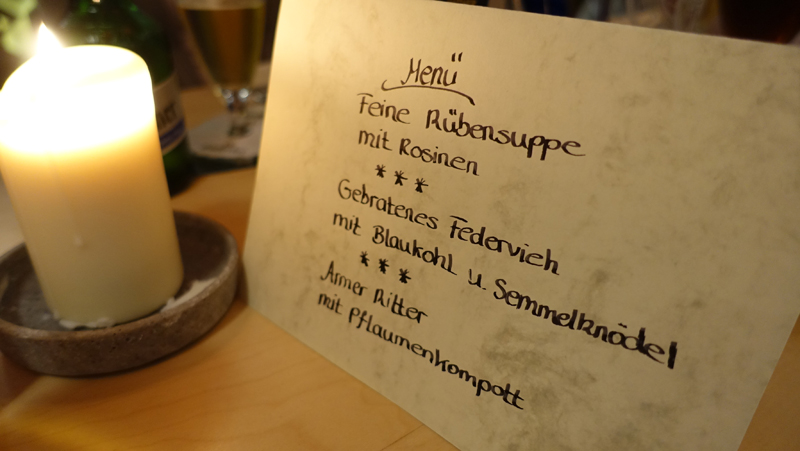 Menü
Feine Rübensuppe
mit Rosinen
***
Gebratenes Federvieh
mit Blaukohl u. Semmelknödel
***
Armer Ritter
mit Pflaumenkompott